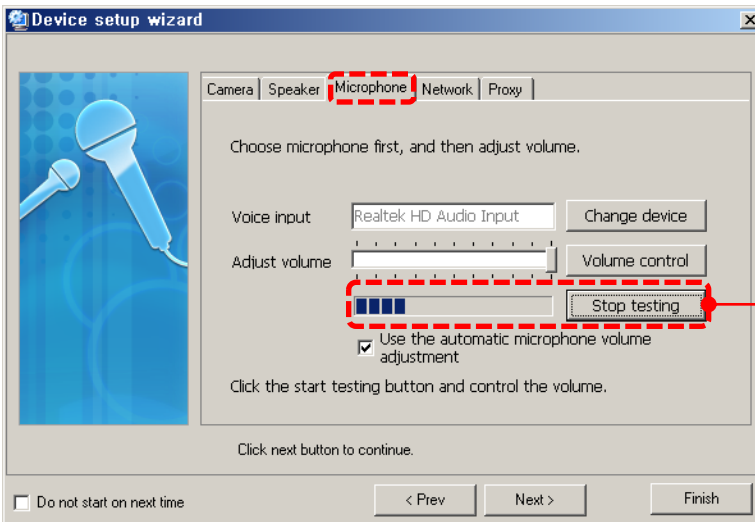 Device setup wizard
Camera Speaker Microphone Network Proxy
Choose microphone first, and then adjust volume.
Voice input Realtek HD Audio Input Change device
Adjust volume Volume control
Stop testing
Use the automatic microphone volume
adjustment
Click the start testing button and control the volume.
Click next button to continue.
Do not start on next time < Prev Next > Finish